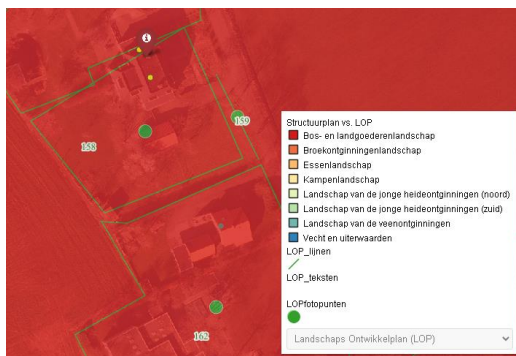 158
159
162
Structuurplan vs. LOP
Bos- en landgoederenlandschap
Broekontginningenlandschap
Essenlandschap
Kampenlandschap
Landschap van de jonge heideontginningen (noord)
Landschap van de jonge heideontginningen (zuid)
Landschap van de veenontginningen
Vecht en uiterwaarden
LOP_lijnen
LOP_teksten
LOPfotopunten
Landschaps Ontwikkelplan (LOP)